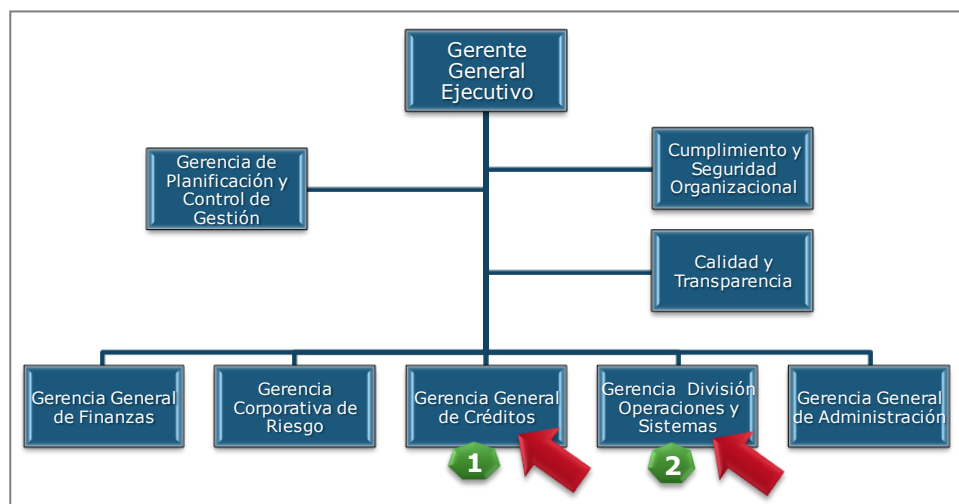 Gerente
General
Ejecutivo
Gerencia de
Planificación y
Control de
Gestión
Cumplimiento y
Seguridad
Organizacional
Calidad y
Transparencia
Gerencia General
de Finanzas
Gerencia
Corporativa de
Riesgo
Gerencia General
de Créditos
Gerencia División
Operaciones y
Sistemas
Gerencia General
de Administración
1
2